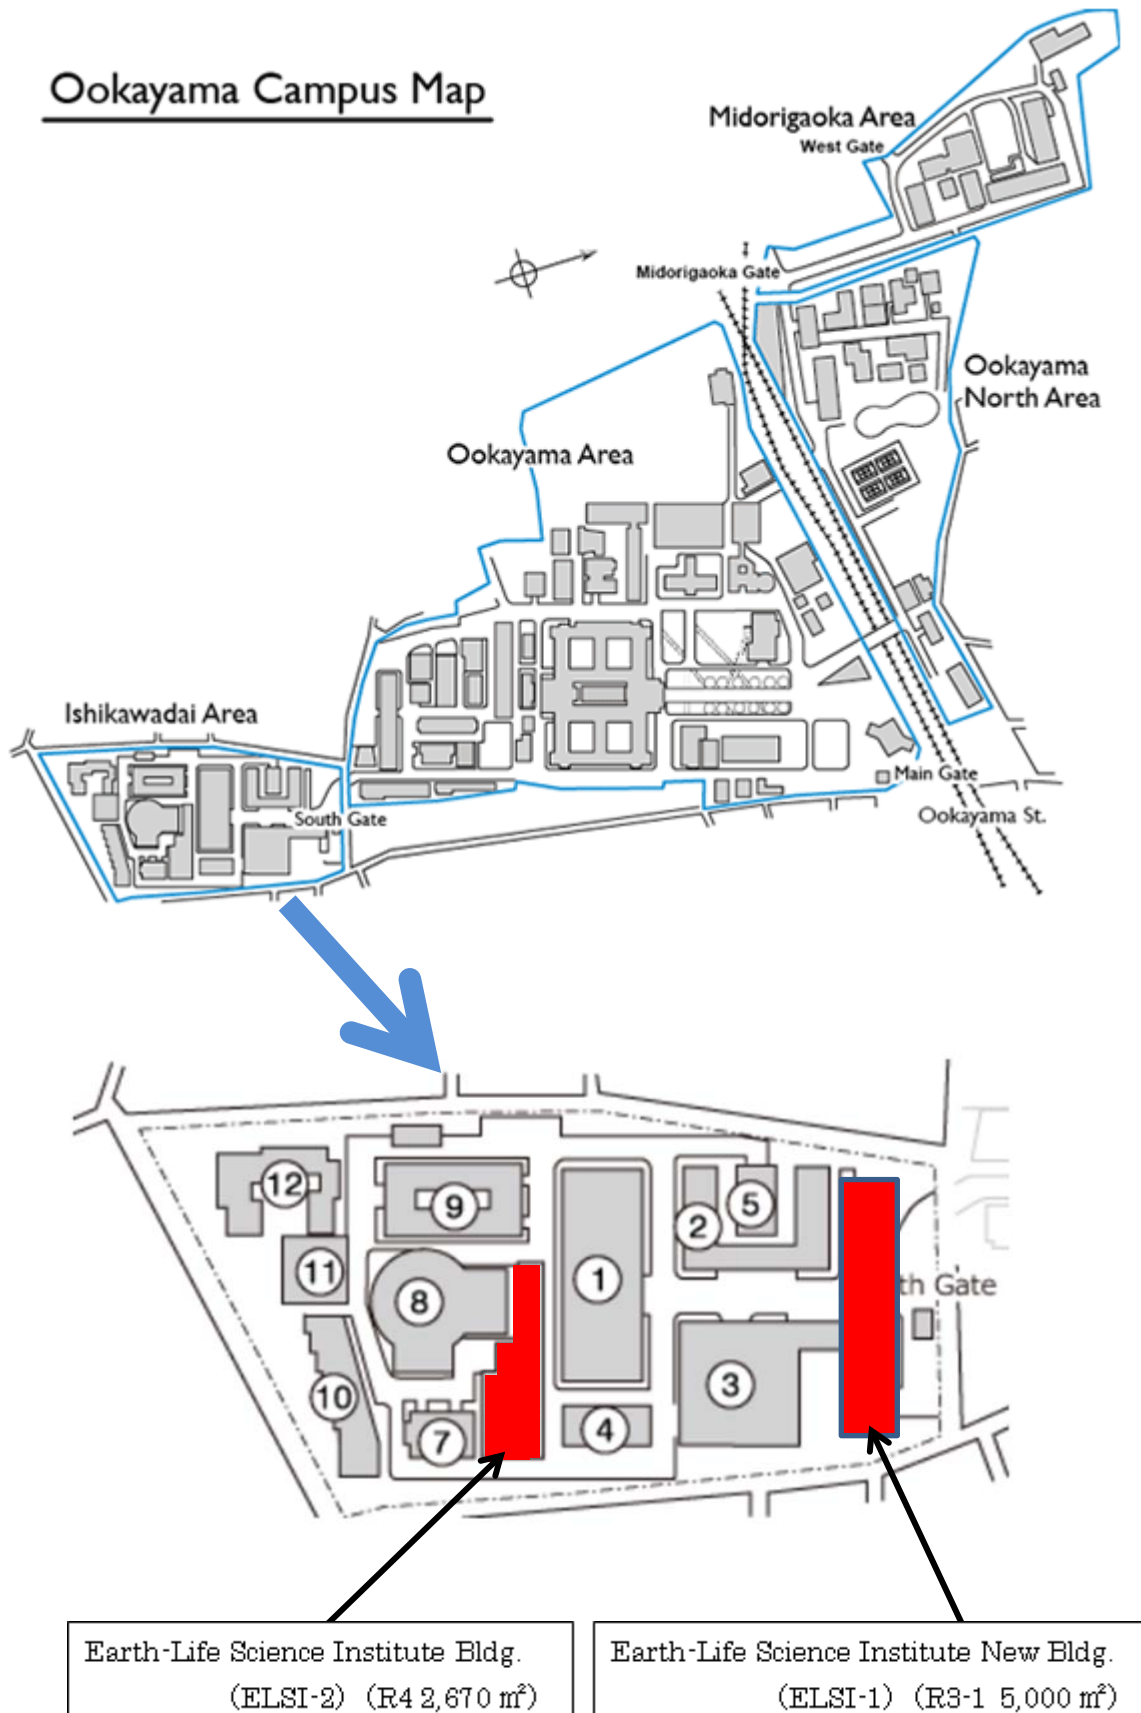 Ookayama Campus Map
Midorigaoka Area
West Gate
Midorigaoka Gate
Ookayama
North Area
Ookayama Area
Ishikawadai Area
South Gate
Main Gate
Ookayama St.
12
9
5
2
11
1
8
th Gate
3
10
4
7
Earth-Life Science Institute Bldg.
(ELSI-2) (R4 2,670 ㎡)
Earth-Life Science Institute New Bldg.
(ELSI-1) (R3-1 5,000 ㎡)